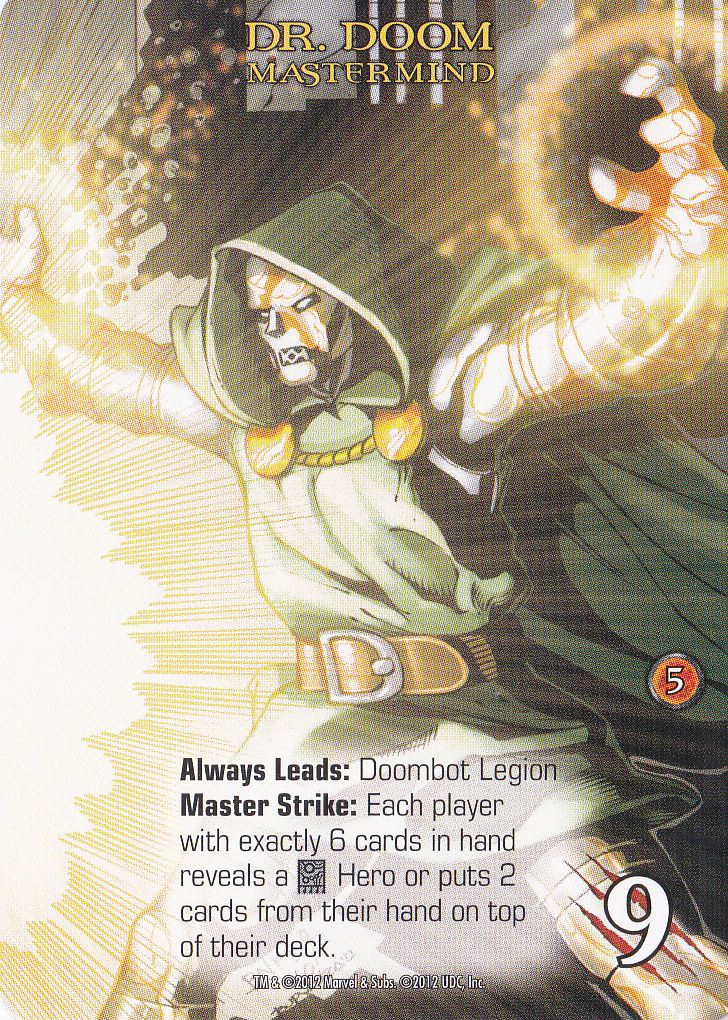 DR. DOOM
MASTERMIND
5
Always Leads: Doombot Legion
Master Strike: Each player
with exactly 6 cards in hand
reveals a Hero or puts 2
cards from their hand on top
of their deck.
9
TM & ©2012 Marvel & Subs. ©2012 UDC, Inc.